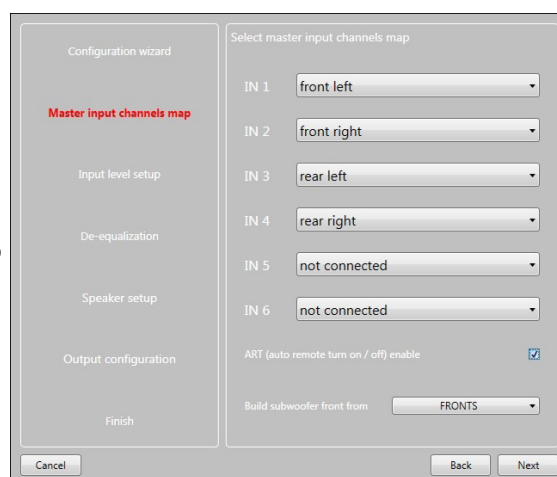 Configuration wizard
Master input channels map
Input level setup
De-equalization
Speaker setup
Output configuration
Finish
Select master input channels map
IN 1 front left
IN 2 front right
IN 3 rear left
IN 4 rear right
IN 5 not connected
IN 6 not connected
ART (auto remote turn on / off) enable
Build subwoofer front from FRONTS
Cancel Back Next